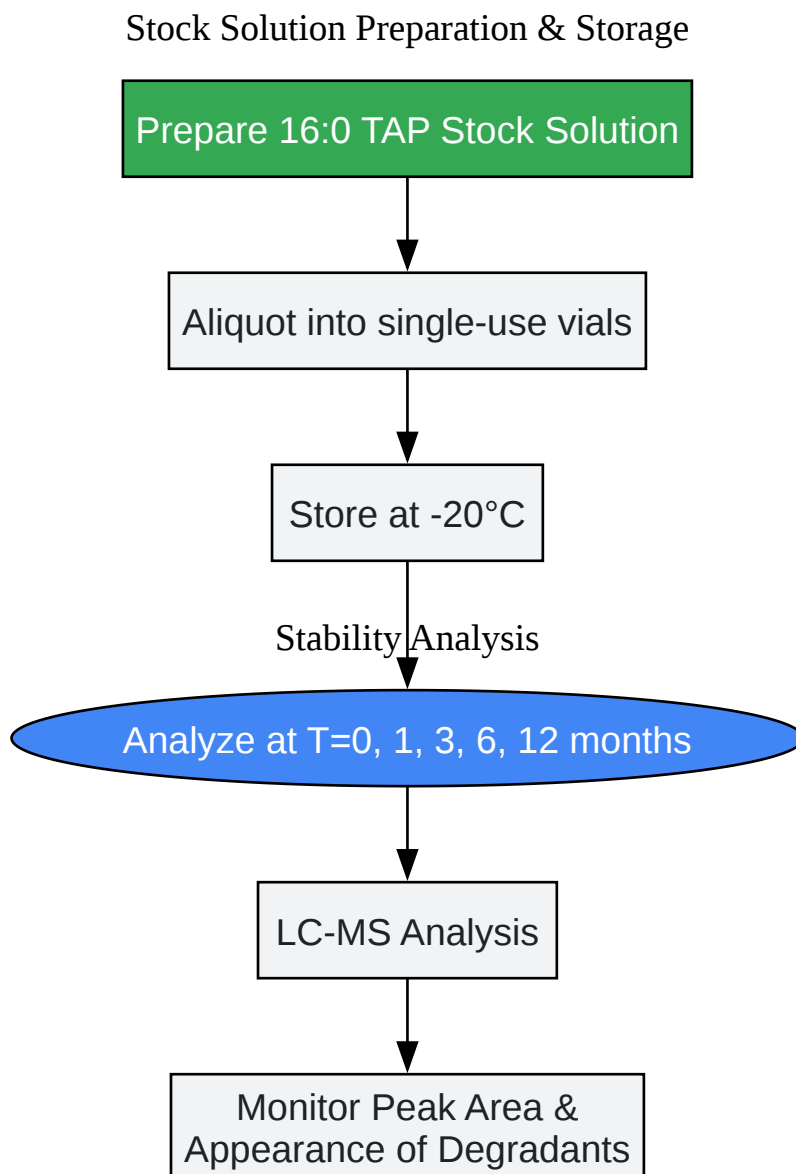 Stock Solution Preparation & Storage
Prepare 16:0 TAP Stock Solution
Aliquot into single-use vials
Store at -20°C
Stability Analysis
Analyze at T=0, 1, 3, 6, 12 months
LC-MS Analysis
Monitor Peak Area &
Appearance of Degradants